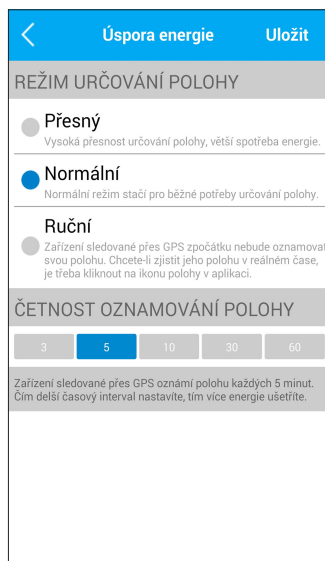 Úspora energie Uložit
REŽIM URČOVÁNÍ POLOHY
Přesný
Vysoká přesnost určování polohy, větší spotřeba energie.
Normální
Normální režim stačí pro běžné potřeby určování polohy.
Ruční
Zařízení sledované přes GPS zpočátku nebude oznamovat
svou polohu. Chcete-li zjistit jeho polohu v reálném čase,
je třeba kliknout na ikonu polohy v aplikaci.
ČETNOST OZNAMOVÁNÍ POLOHY
3 5 10 30 60
Zařízení sledované přes GPS oznámí polohu každých 5 minut.
Čím delší časový interval nastavíte, tím více energie ušetříte.